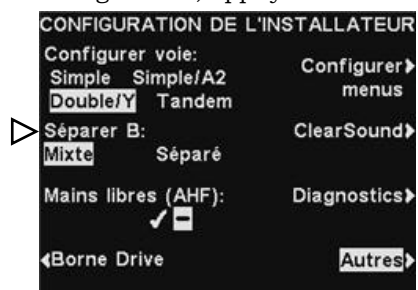 CONFIGURATION DE L'INSTALLATEUR
Configurer voie:
Simple Simple/A2
Double/Y Tandem
Configurer
menus
Séparer B:
Mixte Séparé
ClearSound
Mains libres (AHF):
Diagnostics
Borne Drive
Autres